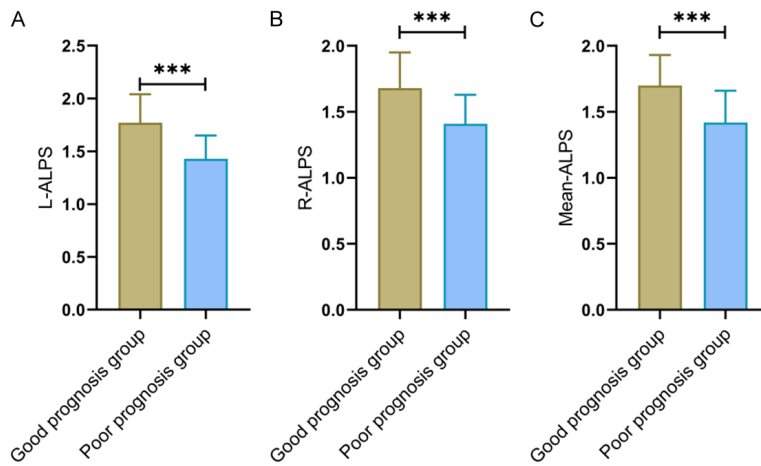 A
L-ALPS
2.5
2.0
1.5
1.0
0.5
0.0
***
Good prognosis group
Poor prognosis group
B
R-ALPS
2.0
1.5
1.0
0.5
0.0
***
Good prognosis group
Poor prognosis group
C
Mean-ALPS
2.0
1.5
1.0
0.5
0.0
***
Good prognosis group
Poor prognosis group